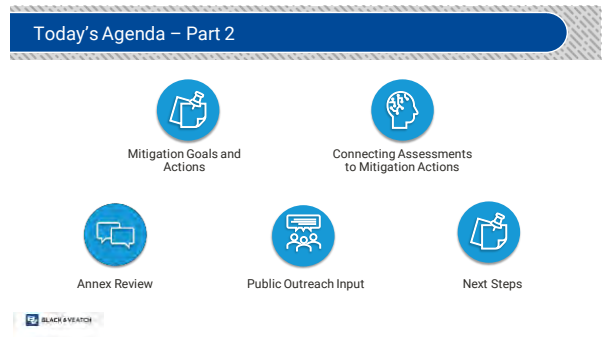 Today's Agenda – Part 2
Mitigation Goals and
Actions
Connecting Assessments
to Mitigation Actions
Annex Review
Public Outreach Input
Next Steps
BLACK & VEATCH